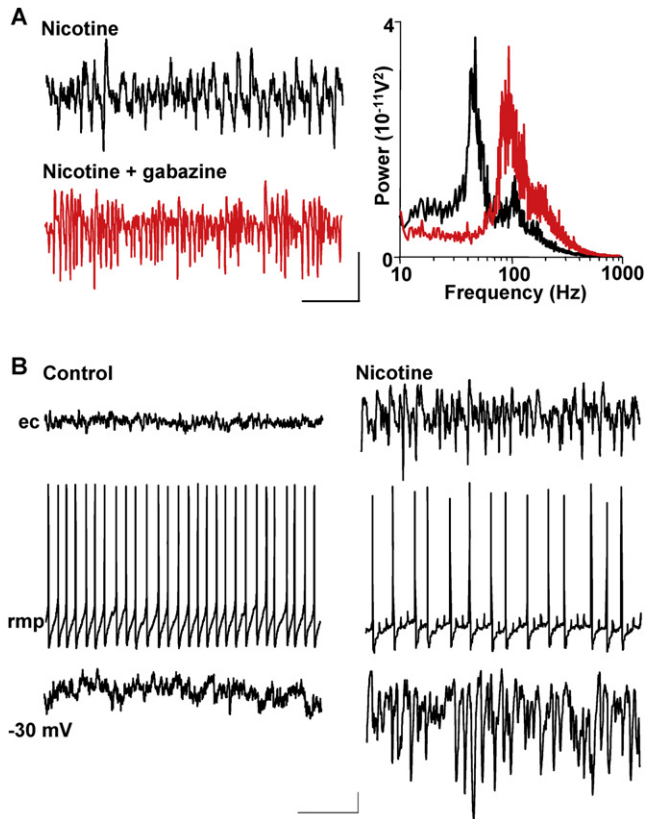 A
Nicotine
Nicotine + gabazine
4
Power (10-11V2)
0
10
100
1000
Frequency (Hz)
B
Control
Nicotine
ec
rmp
-30 mV